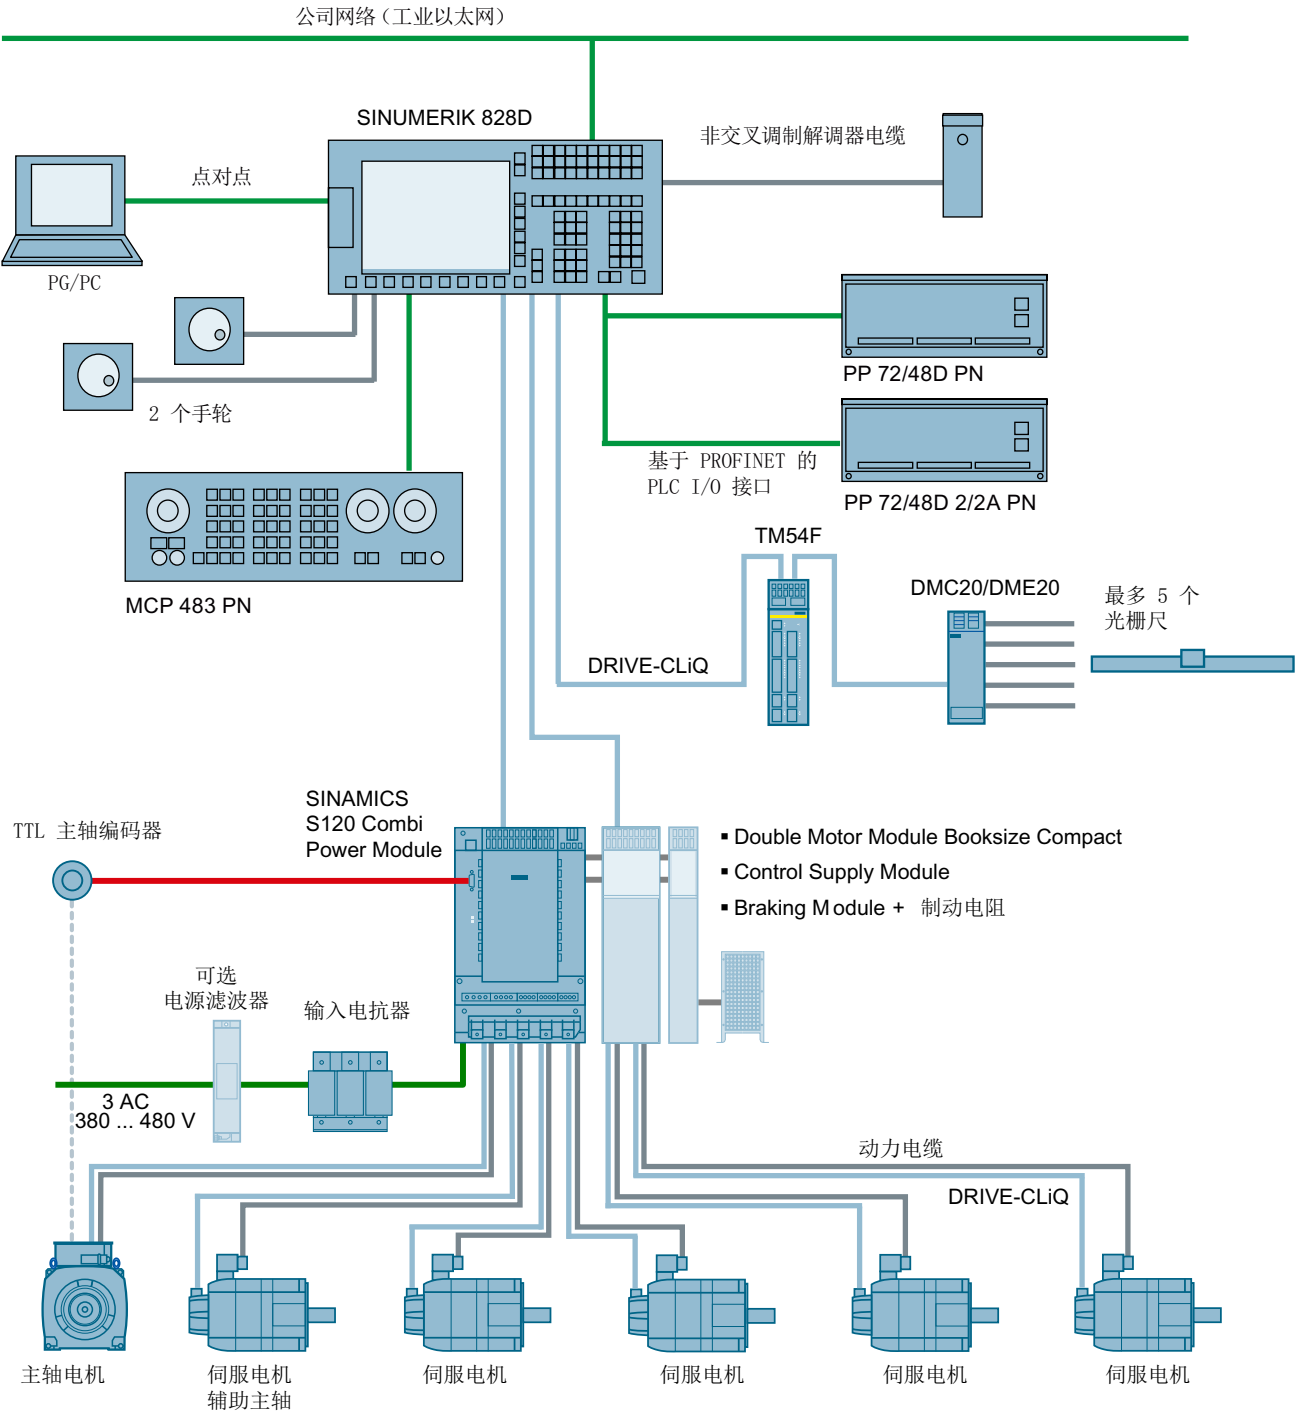 公司网络（工业以太网）
SINUMERIK 828D
非交叉调制解调器电缆
点对点
PG/PC
PP 72/48D PN
2 个手轮
基于 PROFINET 的
PLC I/O 接口
PP 72/48D 2/2A PN
TM54F
DMC20/DME20
最多 5 个
光栅尺
MCP 483 PN
DRIVE-CLiQ
SINAMICS
S120 Combi
Power Module
TTL 主轴编码器
▪ Double Motor Module Booksize Compact
▪ Control Supply Module
▪ Braking Module + 制动电阻
可选
电源滤波器
输入电抗器
3 AC
380 ... 480 V
动力电缆
DRIVE-CLiQ
主轴电机
伺服电机
辅助主轴
伺服电机
伺服电机
伺服电机
伺服电机